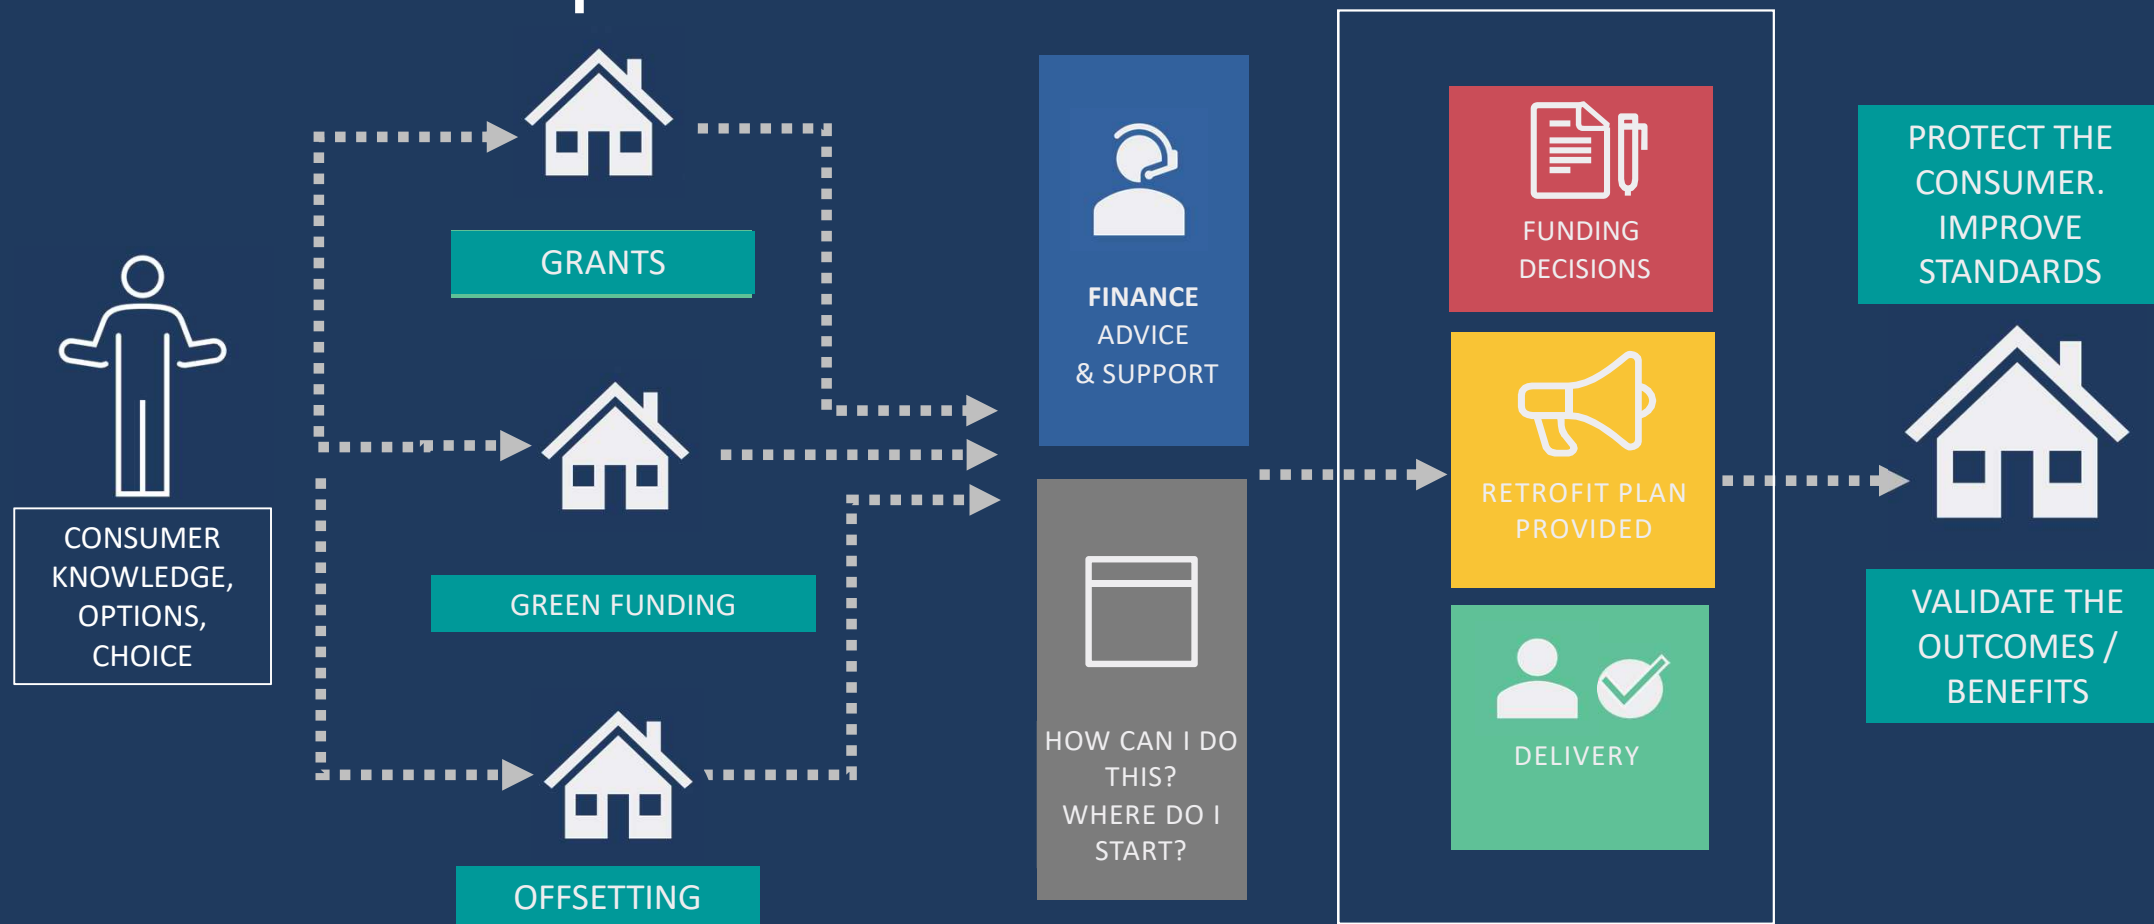 CONSUMER
KNOWLEDGE,
OPTIONS,
CHOICE
GRANTS
GREEN FUNDING
OFFSETTING
FINANCE
ADVICE
& SUPPORT
HOW CAN I DO
THIS?
WHERE DO I
START?
FUNDING
DECISIONS
RETROFIT PLAN
PROVIDED
DELIVERY
PROTECT THE
CONSUMER.
IMPROVE
STANDARDS
VALIDATE THE
OUTCOMES /
BENEFITS